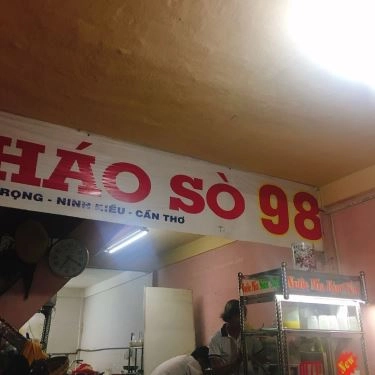 HÁO SÒ 98
RỌNG - NINH KIỀU - CẦN THƠ